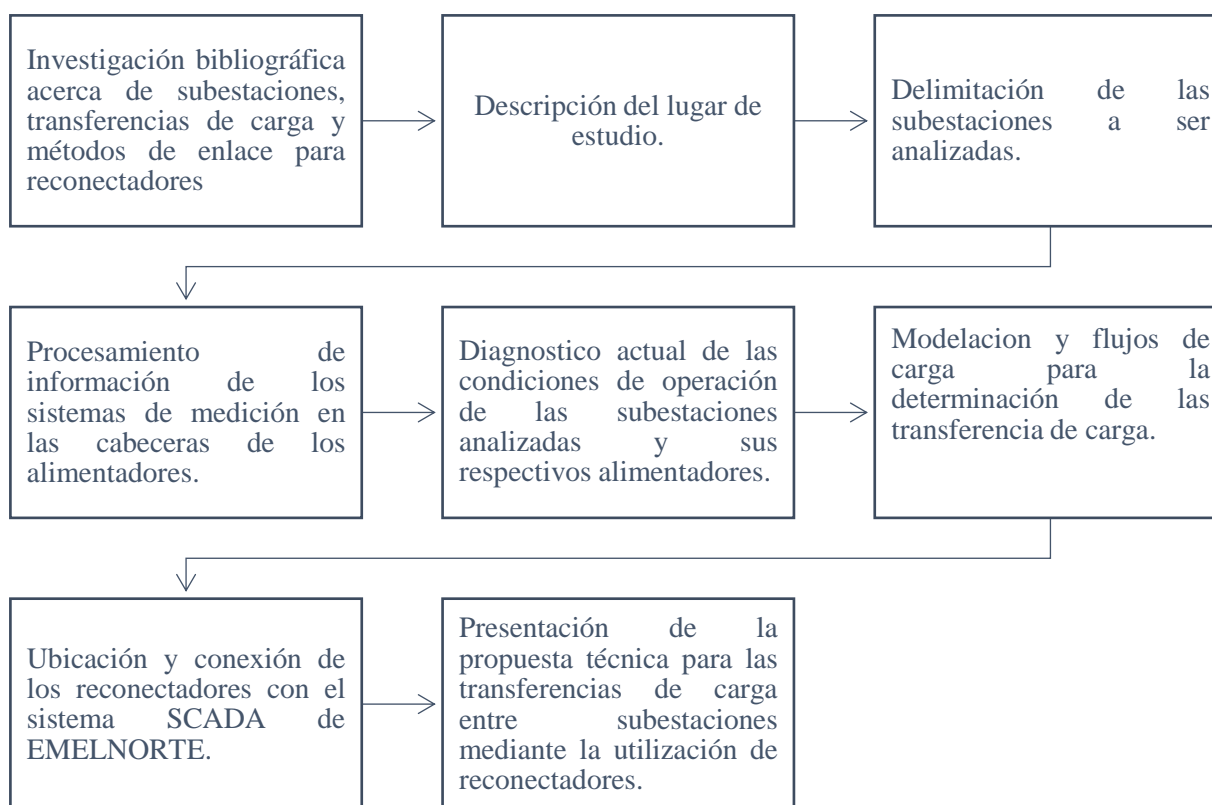 Investigación bibliográfica
acerca de subestaciones,
transferencias de carga y
métodos de enlace para
reconectadores
Descripción del lugar de
estudio.
Delimitación de las
subestaciones a ser
analizadas.
Procesamiento de
información de los
sistemas de medición en
las cabeceras de los
alimentadores.
Diagnostico actual de las
condiciones de operación
de las subestaciones
analizadas y sus
respectivos alimentadores.
Modelacion y flujos de
carga para la
determinación de las
transferencia de carga.
Ubicación y conexión de
los reconectadores con el
sistema SCADA de
EMELNORTE.
Presentación de la
propuesta técnica para las
transferencias de carga
entre subestaciones
mediante la utilización de
reconectadores.